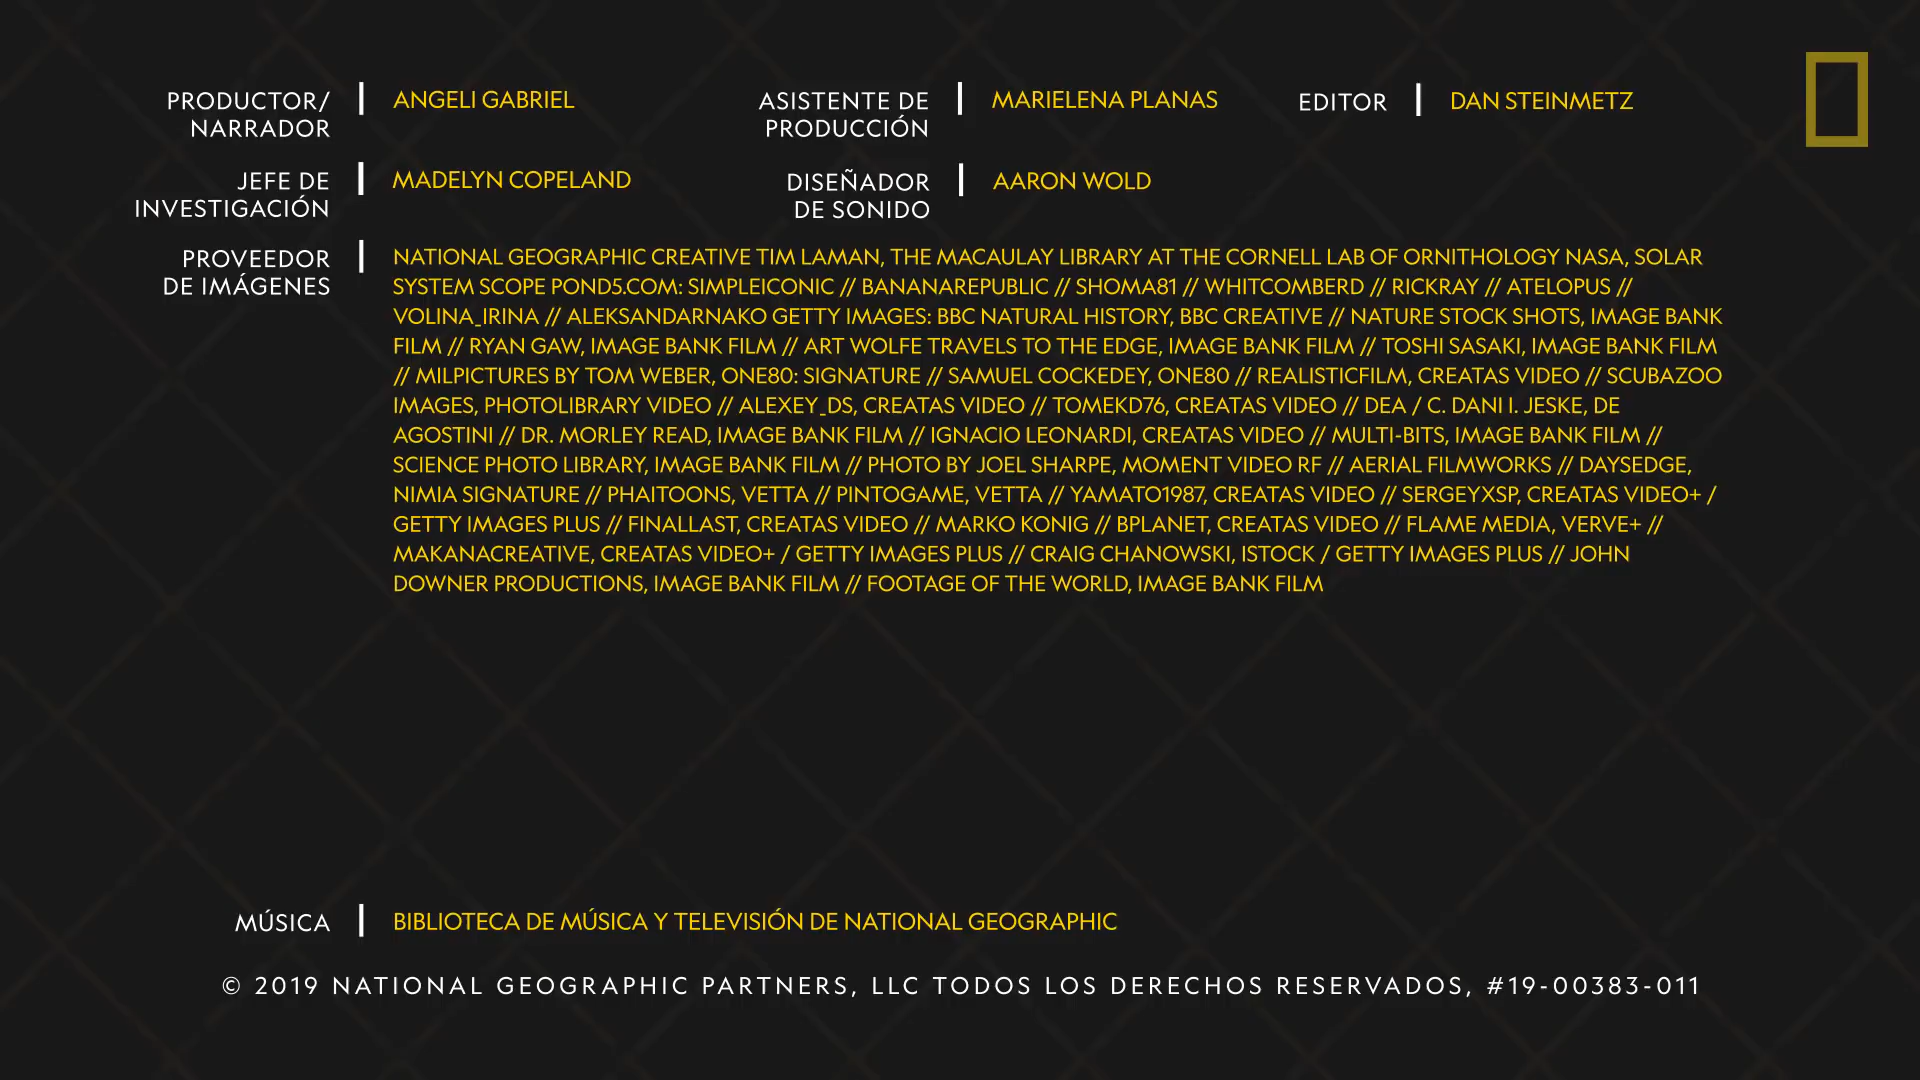 PRODUCTOR/
NARRADOR
ANGELI GABRIEL
ASISTENTE DE
PRODUCCIÓN
MARIELENA PLANAS
EDITOR
DAN STEINMETZ
JEFE DE
INVESTIGACIÓN
MADELYN COPELAND
DISEÑADOR
DE SONIDO
AARON WOLD
PROVEEDOR
DE IMÁGENES
NATIONAL GEOGRAPHIC CREATIVE TIM LAMAN, THE MACAULAY LIBRARY AT THE CORNELL LAB OF ORNITHOLOGY NASA, SOLAR
SYSTEM SCOPE POND5.COM: SIMPLEICONIC // BANANAREPUBLIC // SHOMA81 // WHITCOMBERD // RICKRAY // ATELOPUS //
VOLINA_IRINA // ALEKSANDARNAKO GETTY IMAGES: BBC NATURAL HISTORY, BBC CREATIVE // NATURE STOCK SHOTS, IMAGE BANK
FILM // RYAN GAW, IMAGE BANK FILM // ART WOLFE TRAVELS TO THE EDGE, IMAGE BANK FILM // TOSHI SASAKI, IMAGE BANK FILM
// MILPICTURES BY TOM WEBER, ONE80: SIGNATURE // SAMUEL COCKEDEY, ONE80 // REALISTICFILM, CREATAS VIDEO // SCUBAZOO
IMAGES, PHOTOLIBRARY VIDEO // ALEXEY_DS, CREATAS VIDEO // TOMEKD76, CREATAS VIDEO // DEA / C. DANI I. JESKE, DE
AGOSTINI // DR. MORLEY READ, IMAGE BANK FILM // IGNACIO LEONARDI, CREATAS VIDEO // MULTI-BITS, IMAGE BANK FILM //
SCIENCE PHOTO LIBRARY, IMAGE BANK FILM // PHOTO BY JOEL SHARPE, MOMENT VIDEO RF // AERIAL FILMWORKS // DAYSEDGE,
NIMIA SIGNATURE // PHAITOONS, VETTA // PINTOGAME, VETTA // YAMATO1987, CREATAS VIDEO // SERGEYXSP, CREATAS VIDEO+ /
GETTY IMAGES PLUS // FINALLAST, CREATAS VIDEO // MARKO KONIG // BPLANET, CREATAS VIDEO // FLAME MEDIA, VERVE+ //
MAKANACREATIVE, CREATAS VIDEO+ / GETTY IMAGES PLUS // CRAIG CHANOWSKI, ISTOCK / GETTY IMAGES PLUS // JOHN
DOWNER PRODUCTIONS, IMAGE BANK FILM // FOOTAGE OF THE WORLD, IMAGE BANK FILM
MÚSICA
BIBLIOTECA DE MÚSICA Y TELEVISIÓN DE NATIONAL GEOGRAPHIC
© 2019 NATIONAL GEOGRAPHIC PARTNERS, LLC TODOS LOS DERECHOS RESERVADOS, #19-00383-011